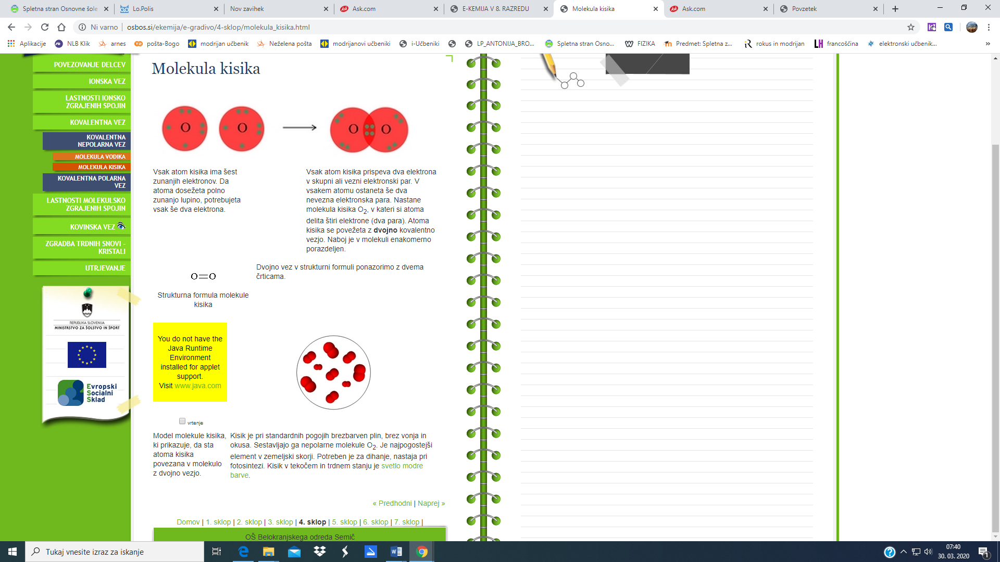 Spletna stran Osnovne šole
Lo.Polis
Nov zavihek
Ask.com
E-KEMIJA V 8. RAZREDU
Molekula kisika
Ask.com
Povzetek
Ni varno
osbos.si/ekemija/e-gradivo/4-sklop/molekula_kisika.html
Aplikacije
NLB Klik
arnes
pošta-Bogo
modrijan učbenik
Neželena pošta
modrijanovi učbeniki
i-Učbeniki
LP_ANTONIJA_BRO...
Spletna stran Osno...
FIZIKA
Predmet: Spletna z...
rokus in modrijan
francoščina
elektronski učbenik...
POVEZOVANJE DELCEV
IONSKA VEZ
LASTNOSTI IONSKO
ZGRAJENIH SPOJIN
KOVALENTNA VEZ
KOVALENTNA
NEPOLARNA VEZ
MOLEKULA VODIKA
MOLEKULA KISIKA
KOVALENTNA POLARNA
VEZ
LASTNOSTI MOLEKULSKO
ZGRAJENIH SPOJIN
KOVINSKA VEZ
ZGRADBA TRDNIH SNOVI -
KRISTALI
UTRJEVANJE
REPUBLIKA SLOVENIJA
MINISTRSTVO ZA ŠOLSTVO IN ŠPORT
Evropski
Socialni
Sklad
Molekula kisika
O O O O
Vsak atom kisika ima šest
zunanjih elektronov. Da
atoma dosežeta polno
zunanjo lupino, potrebujeta
vsak še dva elektrona.
Vsak atom kisika prispeva dva elektrona
v skupni ali vezni elektronski par. V
vsakem atomu ostaneta še dva
nevezna elektronska para. Nastane
molekula kisika O2, v kateri si atoma
delita štiri elektrone (dva para). Atoma
kisika se povežeta z dvojno kovalentno
vezjo. Naboj je v molekuli enakomerno
porazdeljen.
O=O
Strukturna formula molekule
kisika
Dvojno vez v strukturni formuli ponazorimo z dvema
črticama.
You do not have the
Java Runtime
Environment
installed for applet
support.
Visit www.java.com
vrtenje
Model molekule kisika,
ki prikazuje, da sta
atoma kisika
povezana v molekulo
z dvojno vezjo.
Kisik je pri standardnih pogojih brezbarven plin, brez vonja in
okusa. Sestavljajo ga nepolarne molekule O2. Je najpogostejši
element v zemeljski skorji. Potreben je za dihanje, nastaja pri
fotosintezi. Kisik v tekočem in trdnem stanju je svetlo modre
barve.
« Predhodni | Naprej »
Domov | 1. sklop | 2. sklop | 3. sklop | 4. sklop | 5. sklop | 6. sklop | 7. sklop |
OŠ Belokranjskega odreda Semič
Tukaj vnesite izraz za iskanje
07:40
30. 03. 2020
1